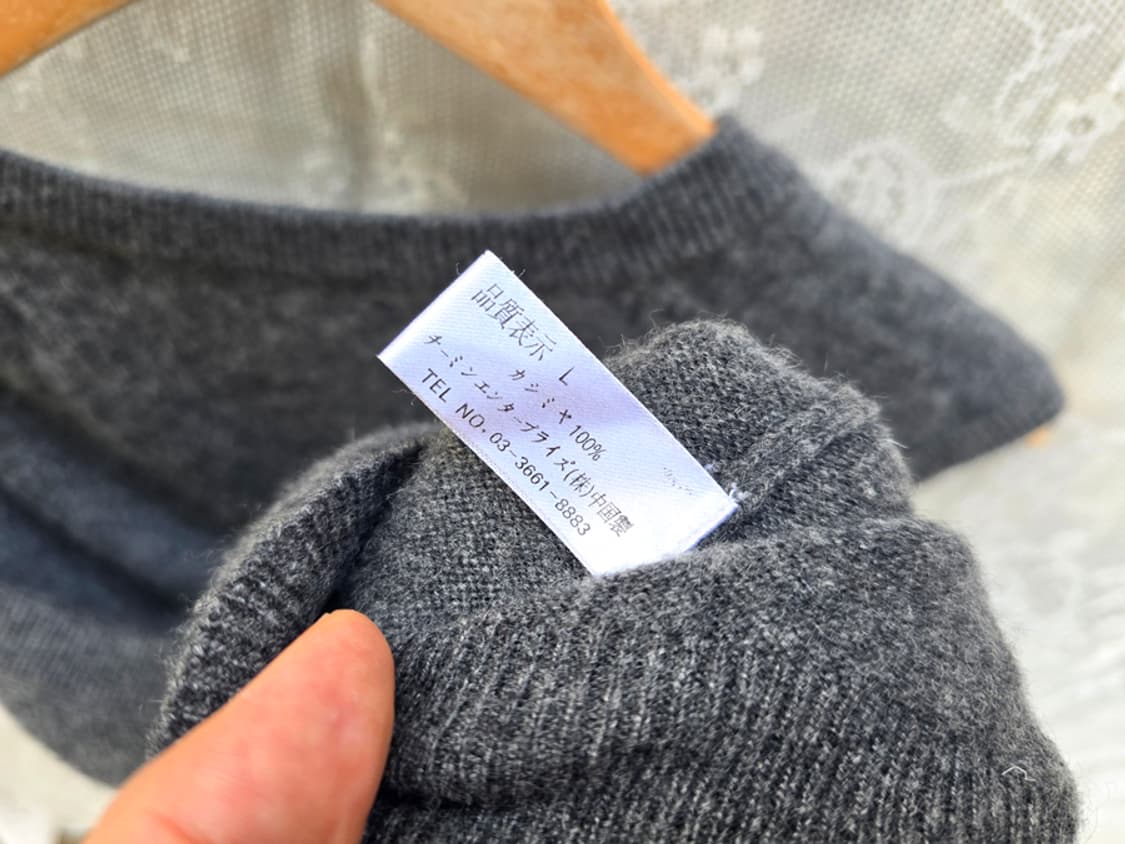 品質表示 L
カシミヤ100%
チーミンエンタープライズ(株)中国製
TEL NO.03-3661-8883